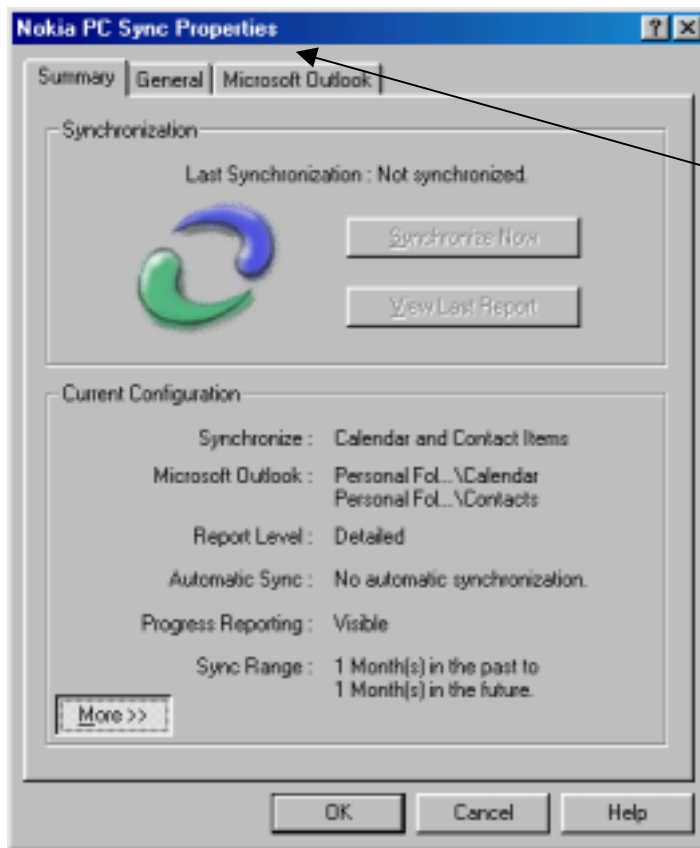 Nokia PC Sync Properties
Summary General Microsoft Outlook
Synchronization
Last Synchronization : Not synchronized.
Synchronize Now
View Last Report
Current Configuration
Synchronize : Calendar and Contact Items
Microsoft Outlook : Personal Fol...\Calendar
Personal Fol...\Contacts
Report Level : Detailed
Automatic Sync : No automatic synchronization.
Progress Reporting : Visible
Sync Range : 1 Month(s) in the past to
1 Month(s) in the future.
More >>
OK Cancel Help